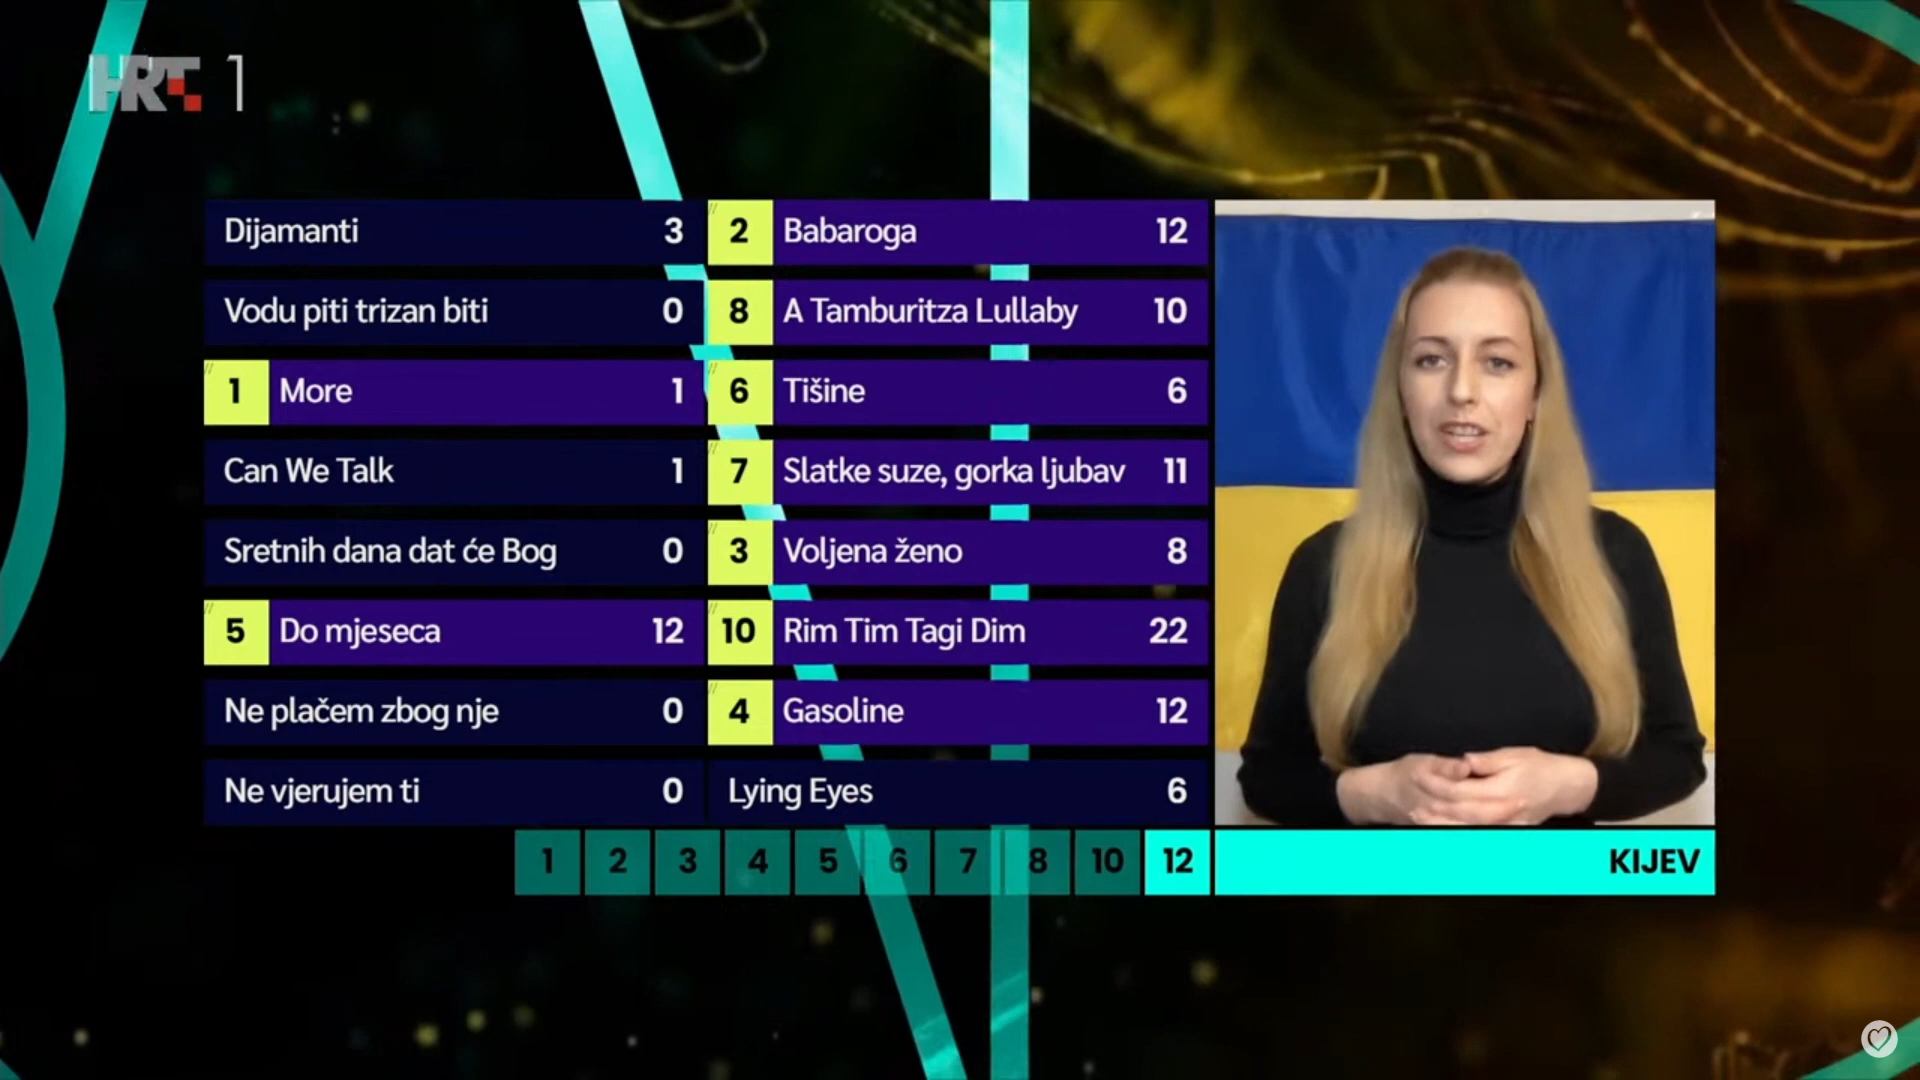 HRT 1
Dijamanti 3
Vodu piti trizan biti 0
1 More 1
Can We Talk 1
Sretnih dana dat će Bog 0
5 Do mjeseca 12
Ne plačem zbog nje 0
Ne vjerujem ti 0
2 Babaroga 12
8 A Tamburitza Lullaby 10
6 Tišine 6
7 Slatke suze, gorka ljubav 11
3 Voljena ženo 8
10 Rim Tim Tagi Dim 22
4 Gasoline 12
Lying Eyes 6
1 2 3 4 5 6 7 8 10 12
KIJEV